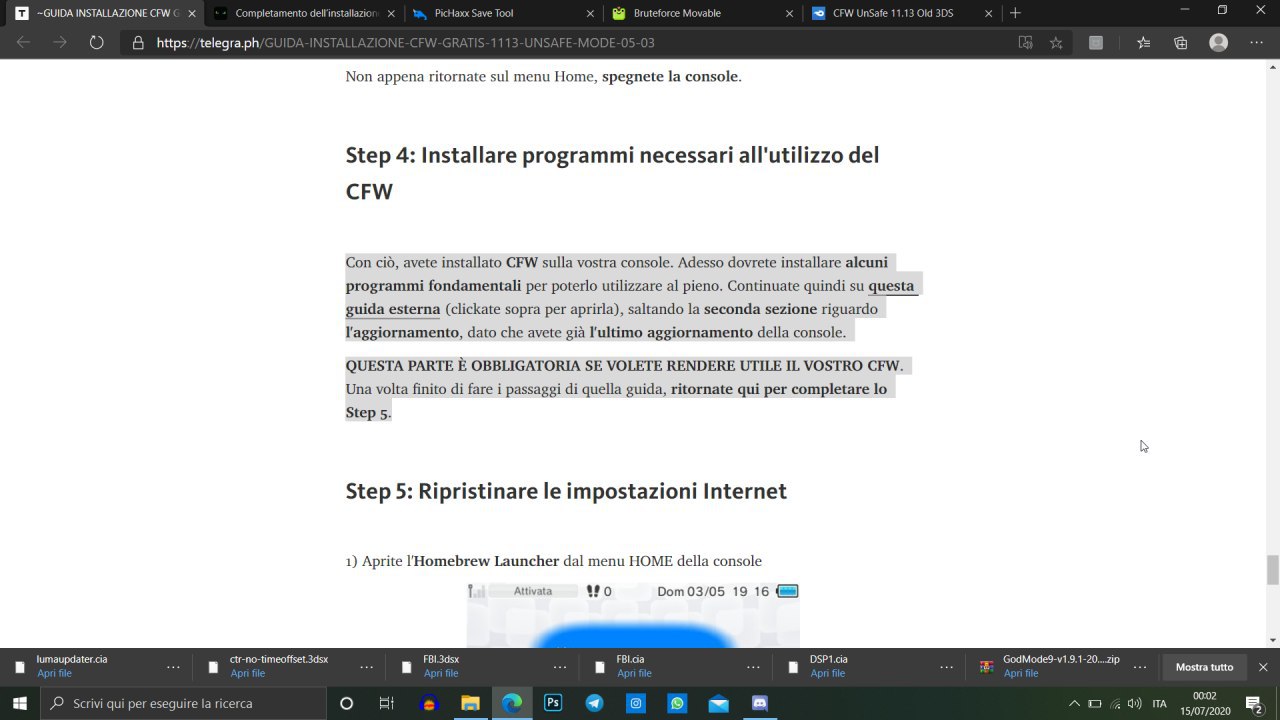 ~GUIDA INSTALLAZIONE CFW G
Completamento dell'installazion
PicHaxx Save Tool
Bruteforce Movable
CFW UnSafe 11.13 Old 3DS
https://telegra.ph/GUIDA-INSTALLAZIONE-CFW-GRATIS-1113-UNSAFE-MODE-05-03
Non appena ritornate sul menu Home, spegnete la console.
Step 4: Installare programmi necessari all'utilizzo del
CFW
Con ciò, avete installato CFW sulla vostra console. Adesso dovrete installare alcuni
programmi fondamentali per poterlo utilizzare al pieno. Continuate quindi su questa
guida esterna (clickate sopra per aprirla), saltando la seconda sezione riguardo
l'aggiornamento, dato che avete già l'ultimo aggiornamento della console.
QUESTA PARTE È OBBLIGATORIA SE VOLETE RENDERE UTILE IL VOSTRO CFW.
Una volta finito di fare i passaggi di quella guida, ritornate qui per completare lo
Step 5.
Step 5: Ripristinare le impostazioni Internet
1) Aprite l'Homebrew Launcher dal menu HOME della console
Attivata 0 Dom 03/05 19 16
lumaupdater.cia
Apri file
ctr-no-timeoffset.3dsx
Apri file
FBI.3dsx
Apri file
FBI.cia
Apri file
DSP1.cia
Apri file
GodMode9-v1.9.1-20....zip
Apri file
Mostra tutto
Scrivi qui per eseguire la ricerca
Ps
ITA
00:02
15/07/2020
2